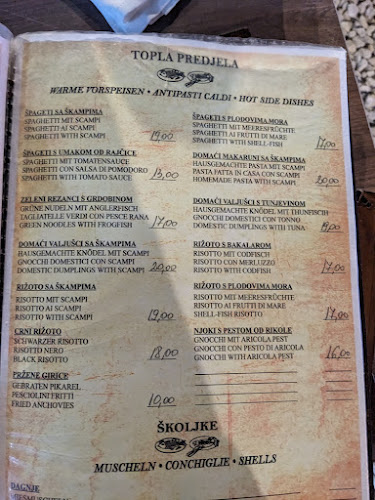 TOPLA PREDJELA
WARME VORSPEISEN • ANTIPASTI CALDI • HOT SIDE DISHES
ŠPAGETI SA ŠKAMPIMA
SPAGHETTI MIT SCAMPI
SPAGHETTI AI SCAMPI
SPAGHETTI WITH SCAMPI 19,00
ŠPAGETI S UMAKOM OD RAJČICE
SPAGHETTI MIT TOMATENSAUCE
SPAGHETTI CON SALSA DI POMODORO
SPAGHETTI WITH TOMATO SAUCE 13,00
ZELENI REZANCI S GRDOBINOM
GRÜNE NUDELN MIT ANGLERFISCH
TAGLIATELLE VERDI CON PESCE RANA
GREEN NOODLES WITH FROGFISH 17,00
DOMAĆI VALJUŠCI SA ŠKAMPIMA
HAUSGEMACHTE KNÖDEL MIT SCAMPI
GNOCCHI DOMESTICI CON SCAMPI
DOMESTIC DUMPLINGS WITH SCAMPI 20,00
RIŽOTO SA ŠKAMPIMA
RISOTTO MIT SCAMPI
RISOTTO AI SCAMPI
RISOTTO WITH SCAMPI 19,00
CRNI RIŽOTO
SCHWARZER RISOTTO
RISOTTO NERO
BLACK RISOTTO 18,00
PRŽENE GIRICE
GEBRATEN PIKAREL
PESCIOLINI FRITTI
FRIED ANCHOVIES 10,00
ŠPAGETI S PLODOVIMA MORA
SPAGHETTI MIT MEERESFRÜCHTE
SPAGHETTI AI FRUTTI DI MARE
SPAGHETTI WITH SHELL-FISH 17,00
DOMAĆI MAKARUNI SA ŠKAMPIMA
HAUSGEMACHTE PASTA MIT SCAMPI
PASTA FATTA IN CASA CON SCAMPI
HOMEMADE PASTA WITH SCAMPI 20,00
DOMAĆI VALJUŠCI S TUNJEVINOM
HAUSGEMACHTE KNÖDEL MIT THUNFISCH
GNOCCHI DOMESTICI CON TONNO
DOMESTIC DUMPLINGS WITH TUNA 19,00
RIŽOTO S BAKALAROM
RISOTTO MIT CODFISCH
RISOTTO CON MERLUZZO
RISOTTO WITH CODFISH 17,00
RIŽOTO S PLODOVIMA MORA
RISOTTO MIT MEERESFRÜCHTE
RISOTTO AI FRUTTI DI MARE
SHELL-FISH RISOTTO 17,00
NJOKI S PESTOM OD RIKOLE
GNOCCHI MIT ARICOLA PEST
GNOCCHI CON PESTO DI ARICOLA
GNOCCHI WITH ARICOLA PEST 16,00
ŠKOLJKE
MUSCHELN • CONCHIGLIE • SHELLS
DAGNJE